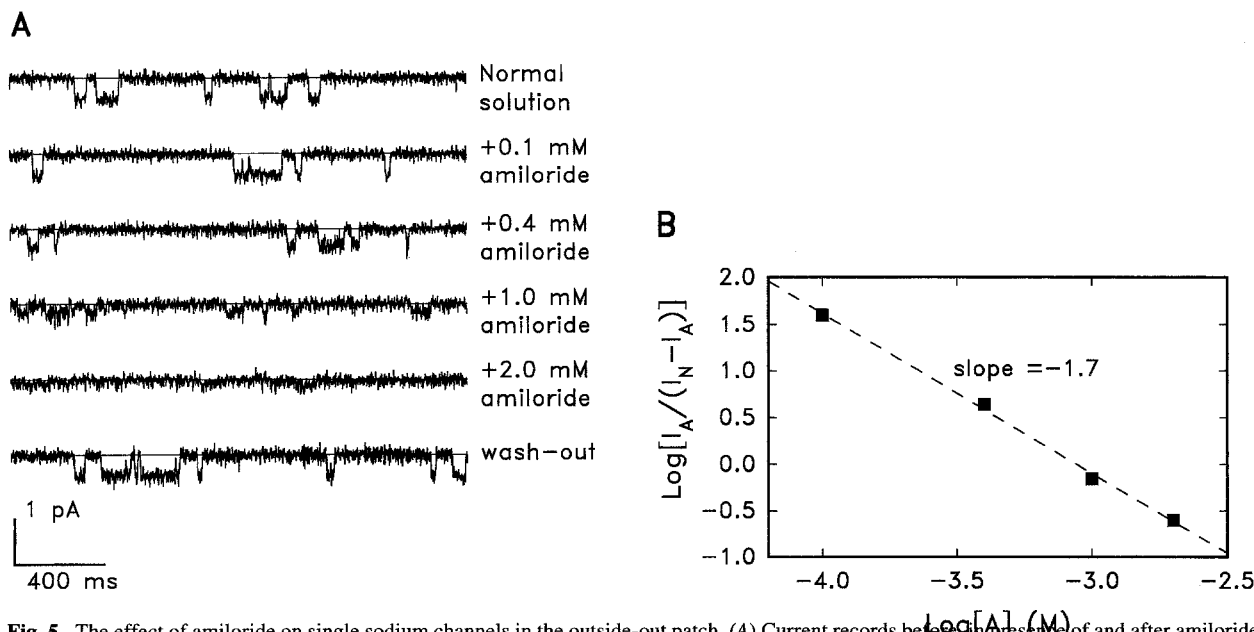 A
Normal
solution
+0.1 mM
amiloride
+0.4 mM
amiloride
+1.0 mM
amiloride
+2.0 mM
amiloride
wash-out
1 pA
400 ms
B
Log[I_A/(I_N-I_A)]
2.0
1.5
1.0
0.5
0.0
-0.5
-1.0
slope =-1.7
-4.0
-3.5
-3.0
-2.5
Log[A] (M)
Fig. 5. The effect of amiloride on single sodium channels in the outside-out patch. (A) Current records before, in presence of and after amiloride